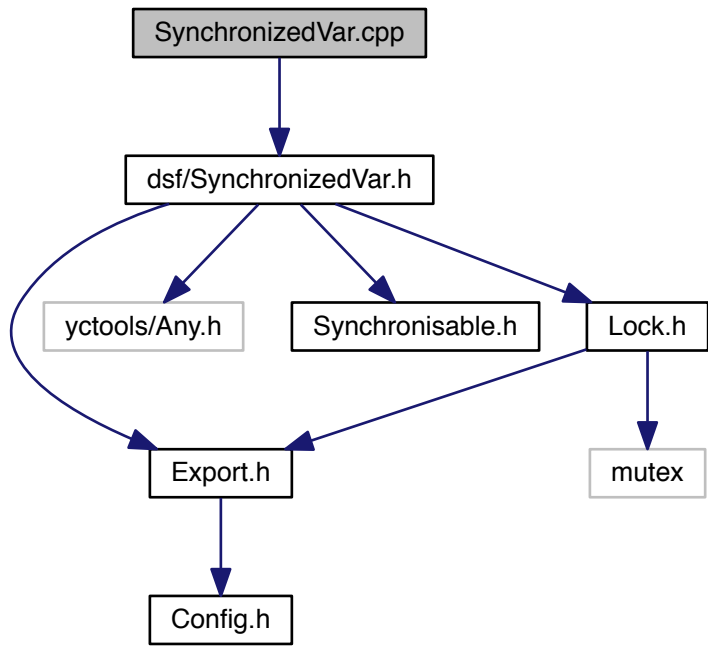 SynchronizedVar.cpp
dsf/SynchronizedVar.h
yctools/Any.h
Synchronisable.h
Lock.h
Export.h
mutex
Config.h